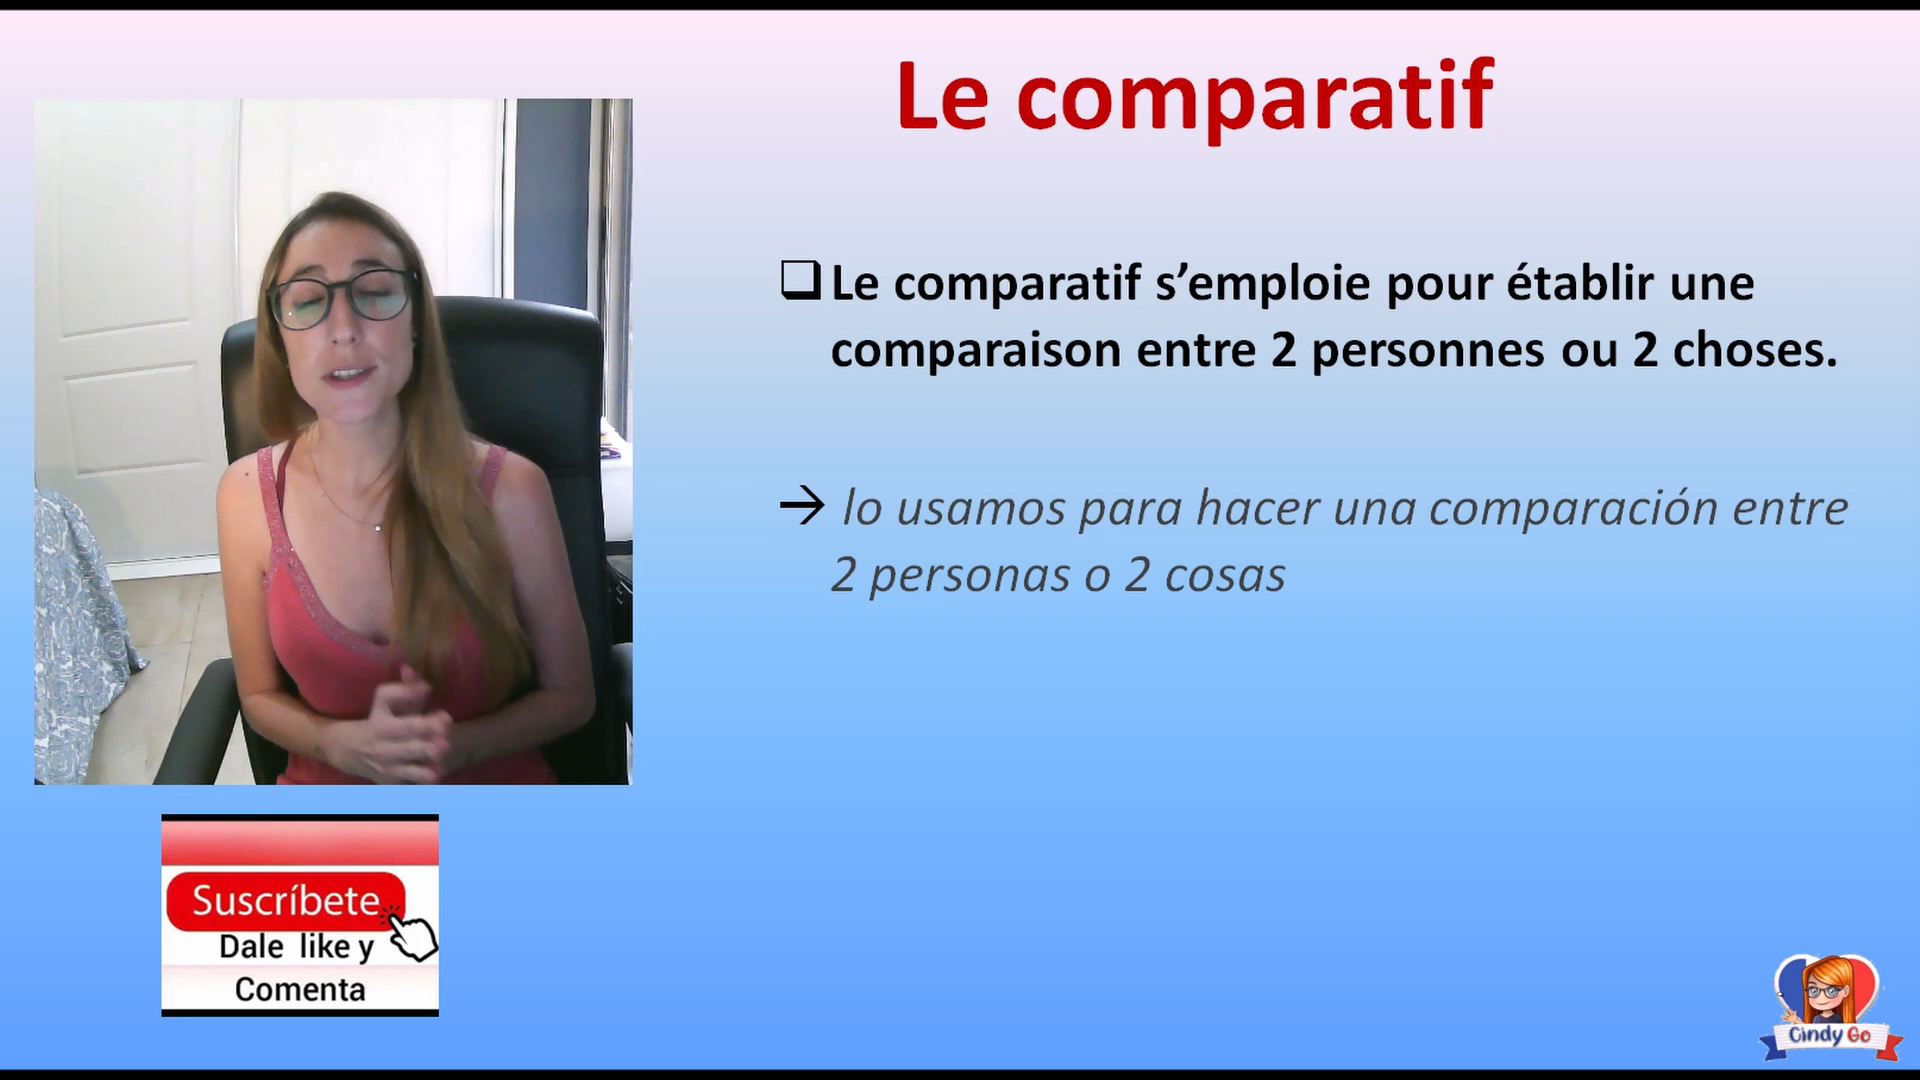 Le comparatif
Le comparatif s’emploie pour établir une
comparaison entre 2 personnes ou 2 choses.
→ lo usamos para hacer una comparación entre
2 personas o 2 cosas
Suscríbete
Dale like y
Comenta
Cindy Go